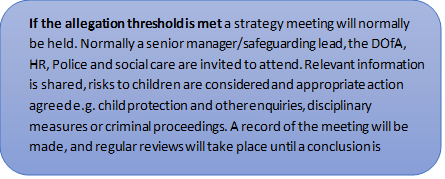 If the allegation threshold is met a strategy meeting will normally
be held. Normally a senior manager/safeguarding lead, the DOfA,
HR, Police and social care are invited to attend. Relevant information
is shared, risks to children are considered and appropriate action
agreed e.g. child protection and other enquiries, disciplinary
measures or criminal proceedings. A record of the meeting will be
made, and regular reviews will take place until a conclusion is